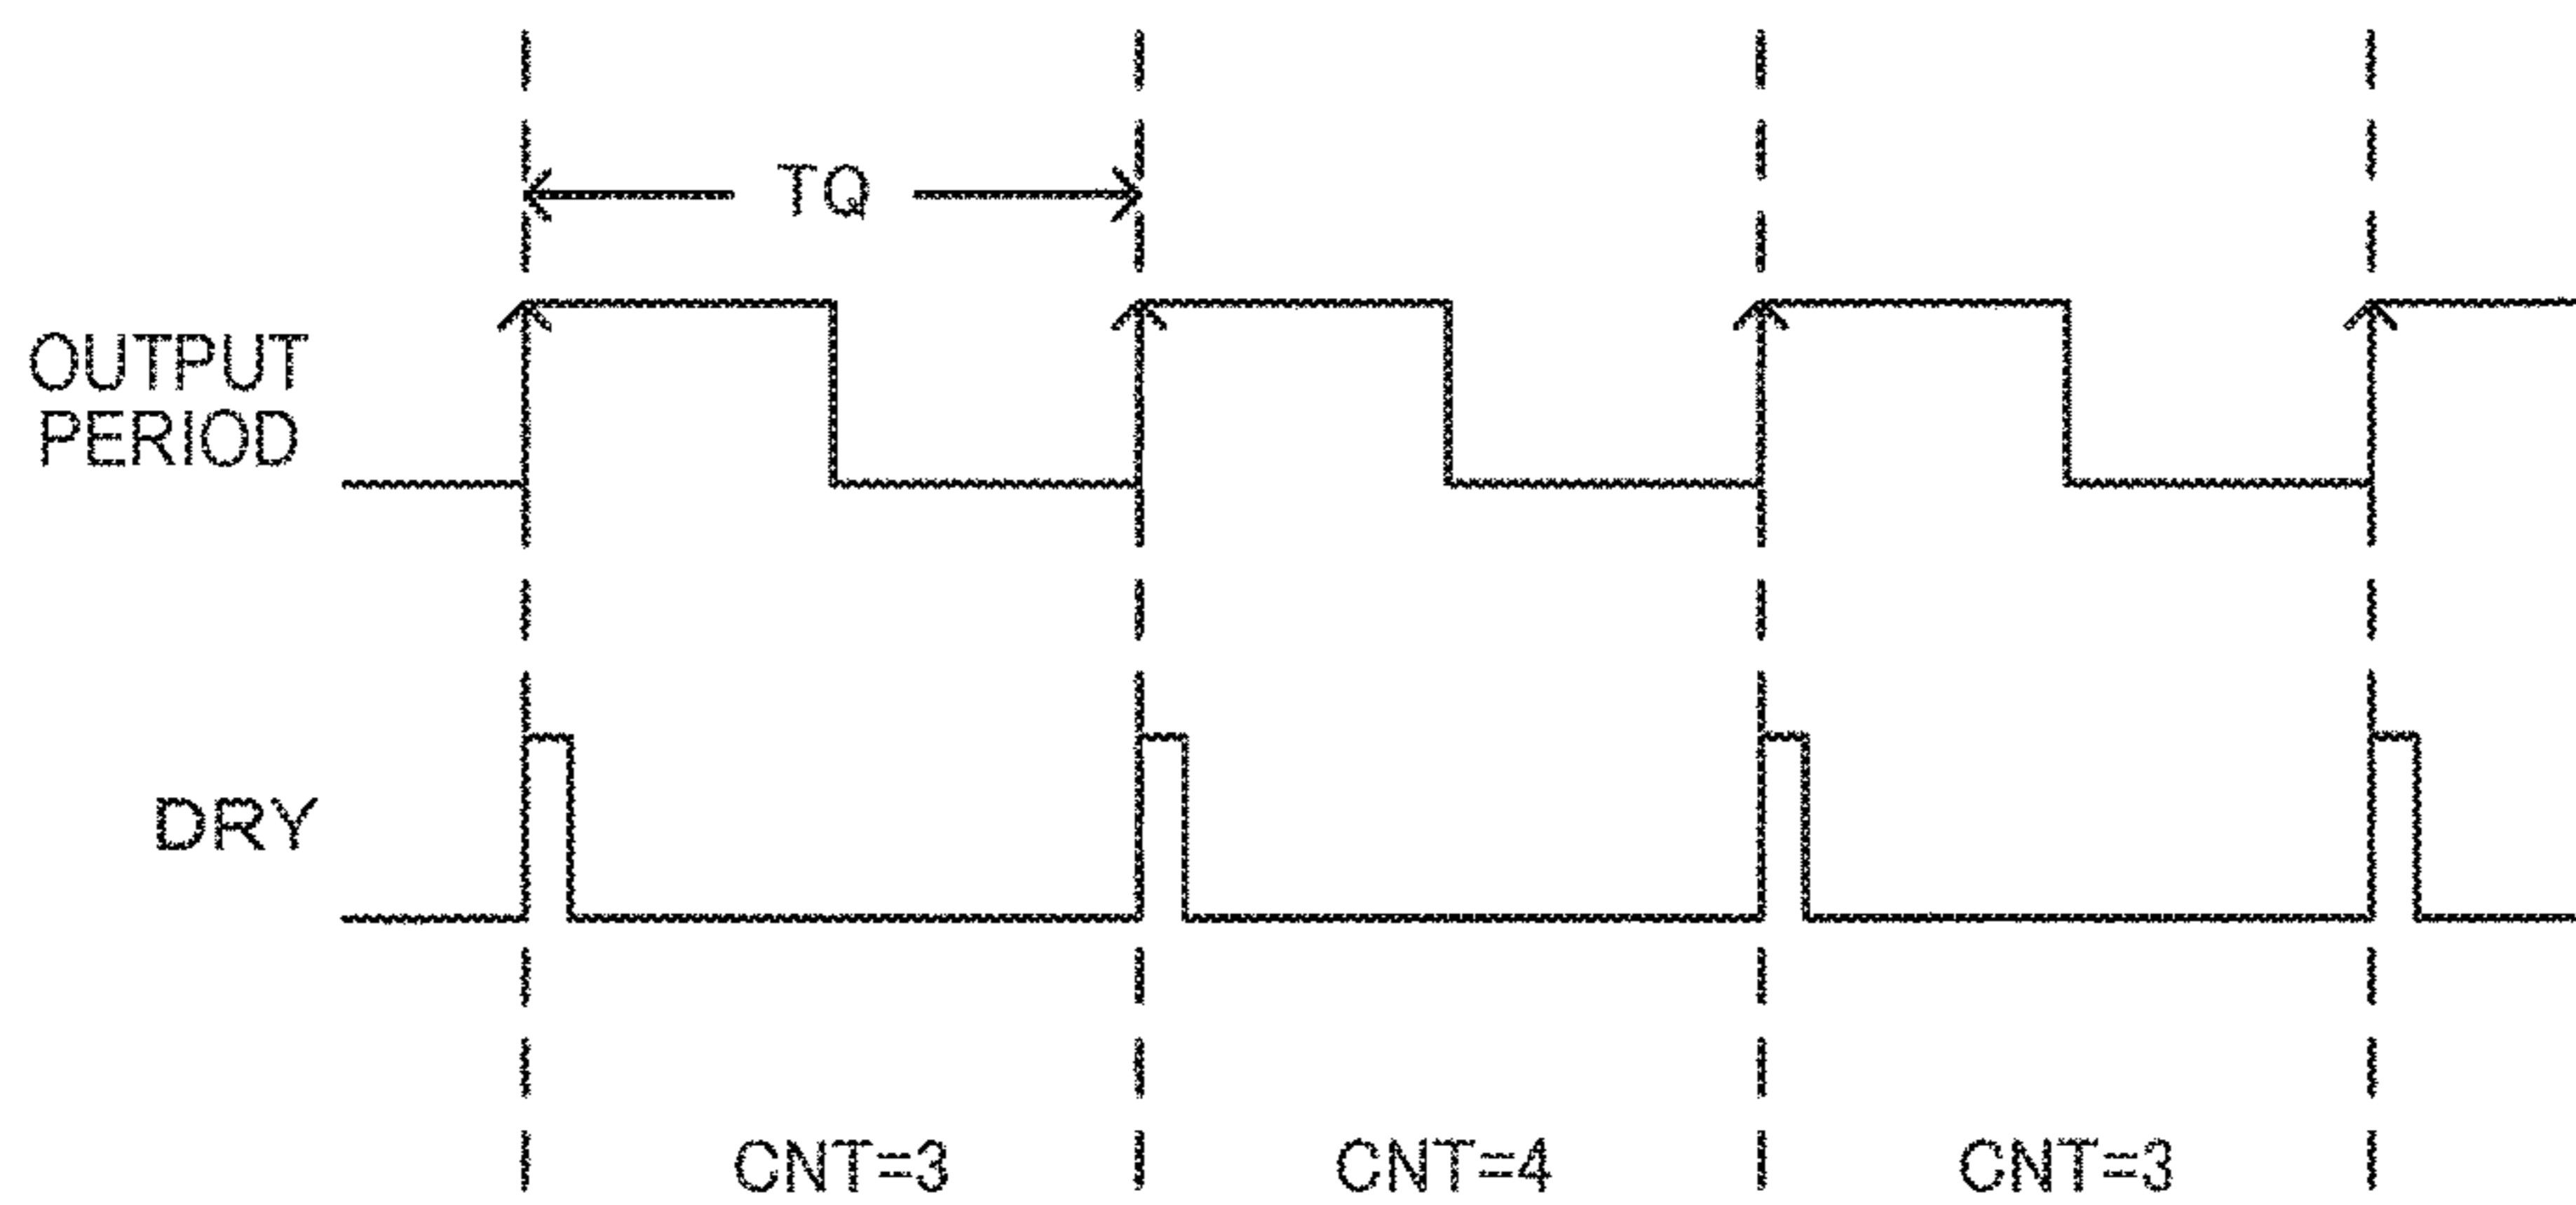 TQ
OUTPUT
PERIOD
DRY
CNT=3
CNT=4
CNT=3